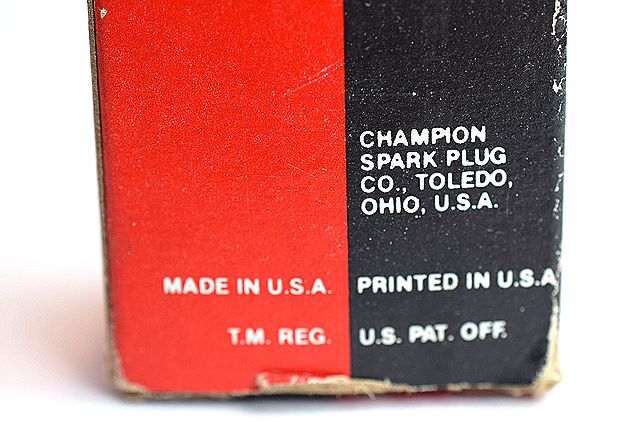 CHAMPION
SPARK PLUG
CO., TOLEDO,
OHIO, U.S.A.
MADE IN U.S.A. PRINTED IN U.S.A
T.M. REG. U.S. PAT. OFF.